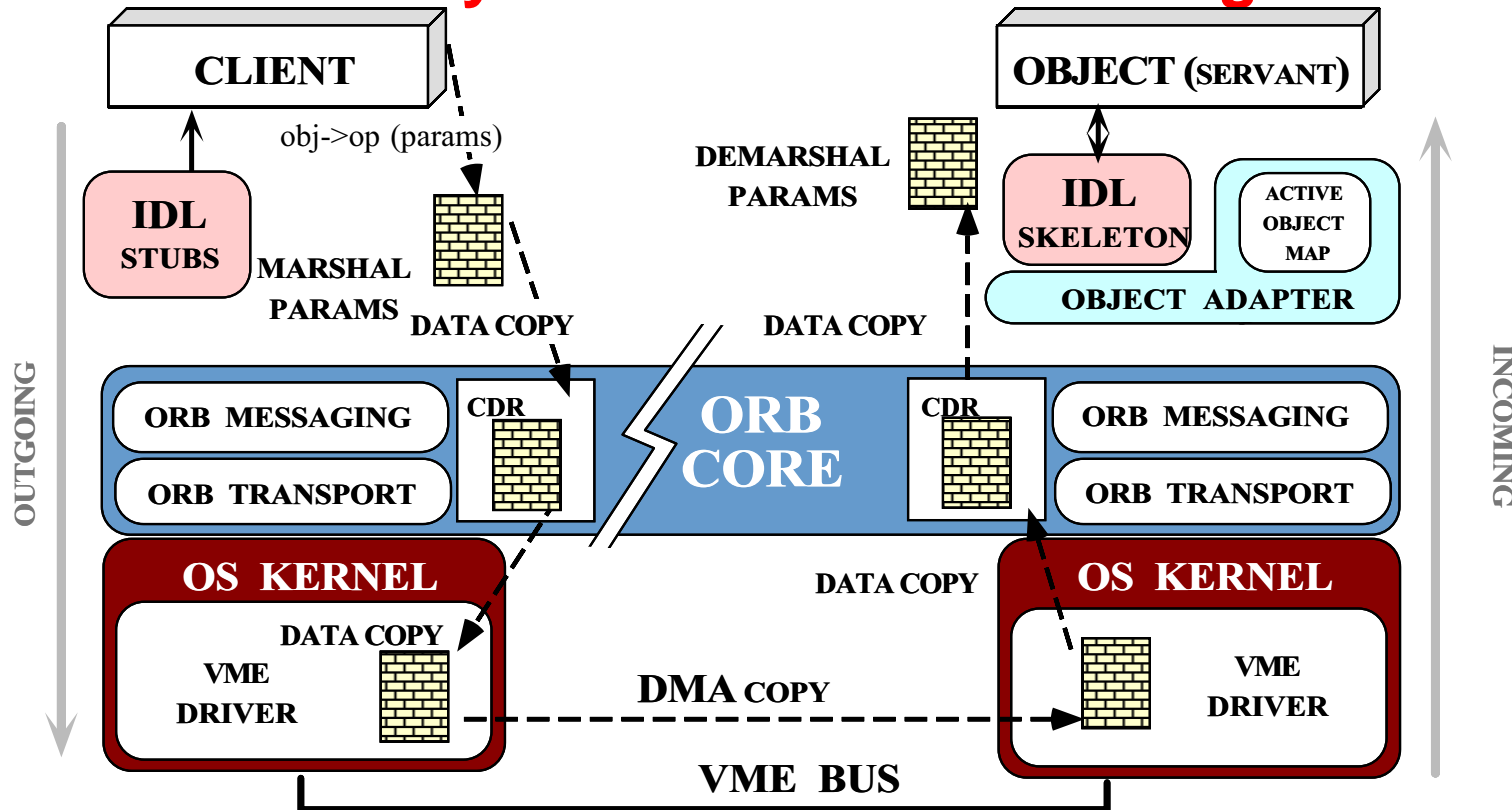 CLIENT
OBJECT (SERVANT)
obj->op (params)
IDL
STUBS
MARSHAL
PARAMS
DATA COPY
DEMARSHAL
PARAMS
DATA COPY
IDL
SKELETON
ACTIVE
OBJECT
MAP
OBJECT ADAPTER
OUTGOING
INCOMING
ORB MESSAGING
ORB TRANSPORT
CDR
ORB
CORE
CDR
ORB MESSAGING
ORB TRANSPORT
OS KERNEL
DATA COPY
VME
DRIVER
DMA COPY
DATA COPY
OS KERNEL
VME
DRIVER
VME BUS